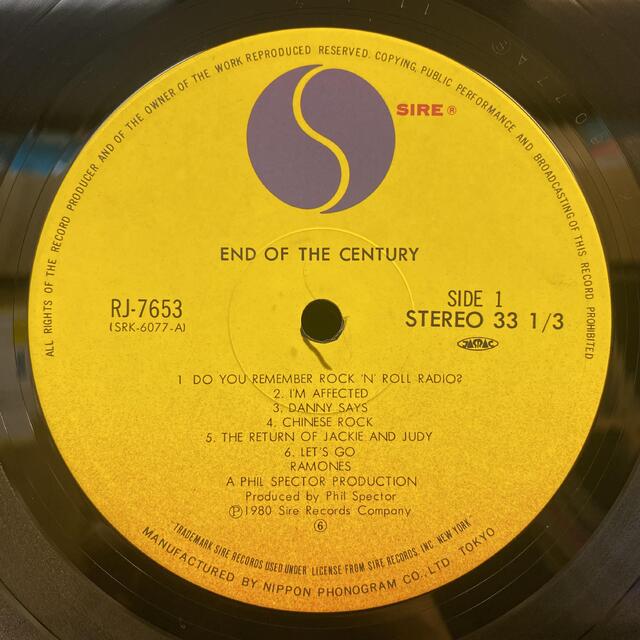 ALL RIGHTS OF THE RECORD PRODUCER AND OF THE OWNER OF THE WORK REPRODUCED RESERVED. COPYING, PUBLIC PERFORMANCE AND BROADCASTING OF THIS RECORD PROHIBITED
SIRE®
END OF THE CENTURY
RJ-7653
(SRK-6077-A)
SIDE 1
STEREO 33 1/3
JASRAC
1 DO YOU REMEMBER ROCK 'N' ROLL RADIO?
2. I'M AFFECTED
3. DANNY SAYS
4. CHINESE ROCK
5. THE RETURN OF JACKIE AND JUDY
6. LET'S GO
RAMONES
A PHIL SPECTOR PRODUCTION
Produced by Phil Spector
Ⓟ1980 Sire Records Company
⑥
"TRADEMARK SIRE RECORDS USED UNDER LICENSE FROM SIRE RECORDS, INC. NEW YORK"
MANUFACTURED BY NIPPON PHONOGRAM CO., LTD. TOKYO